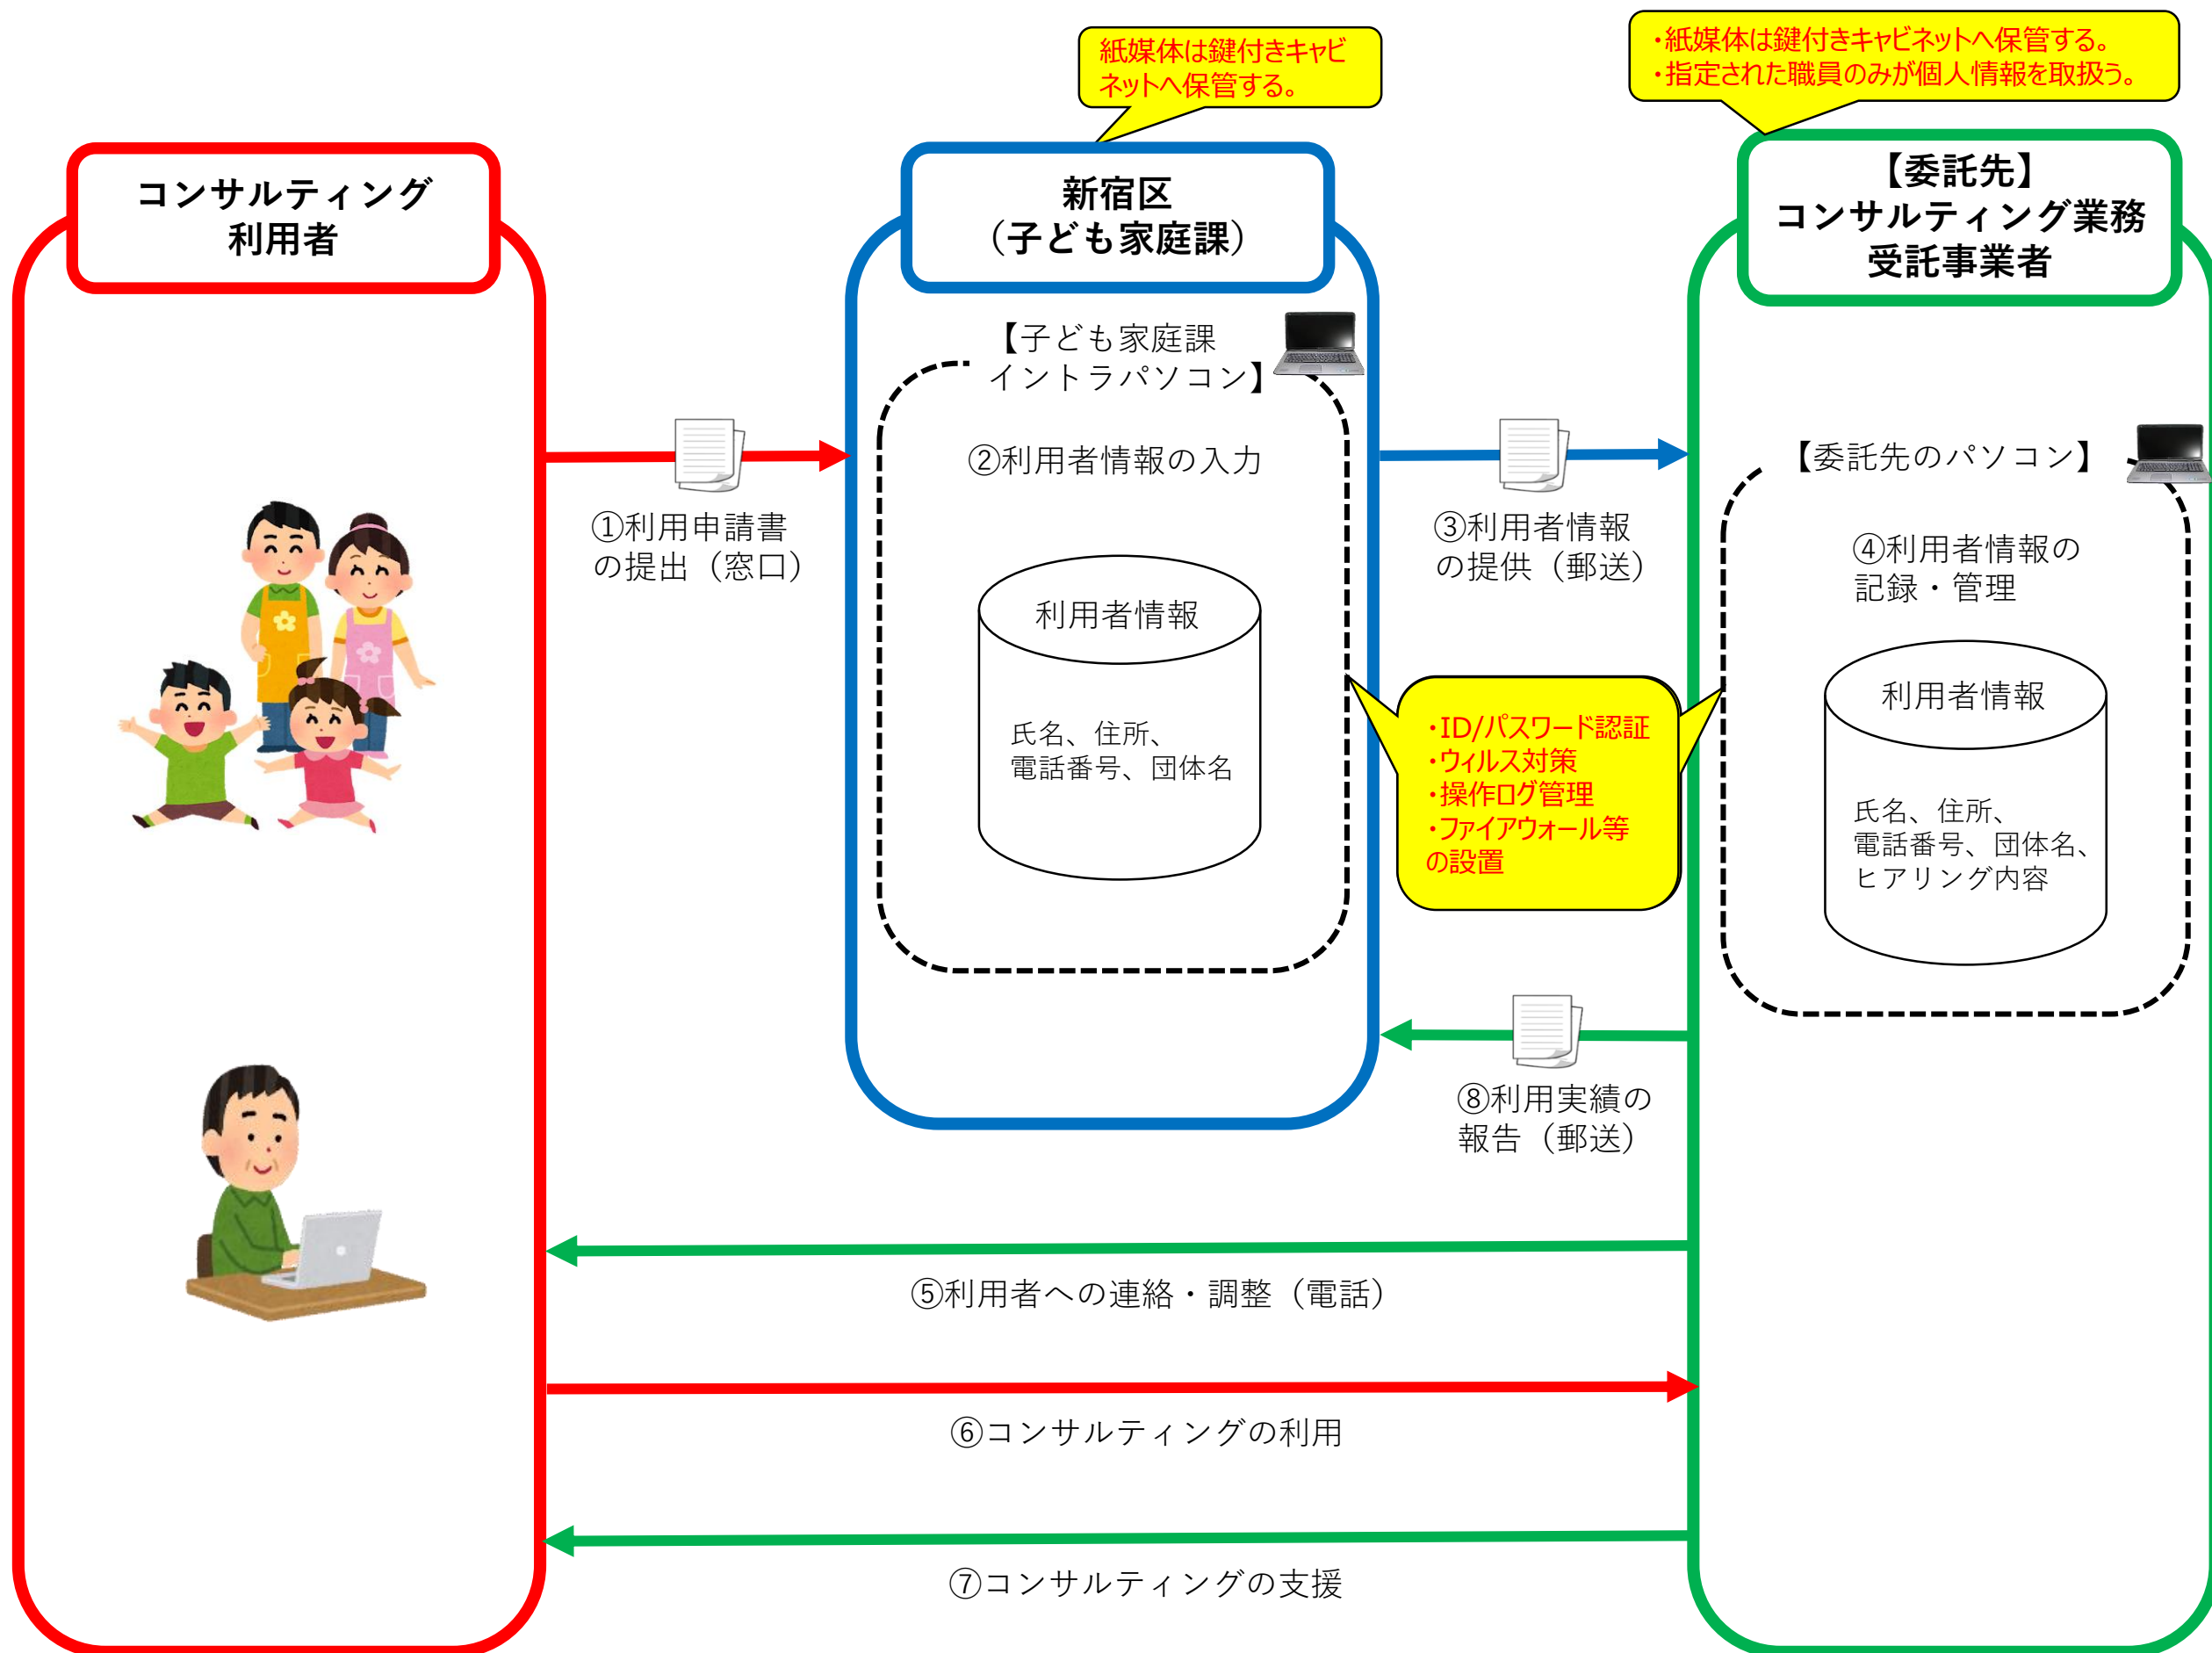 紙媒体は鍵付きキャビ
ネットへ保管する。
・紙媒体は鍵付きキャビネットへ保管する。
・指定された職員のみが個人情報を取扱う。
コンサルティング
利用者
新宿区
（子ども家庭課）
【委託先】
コンサルティング業務
受託事業者
【子ども家庭課
イントラパソコン】
②利用者情報の入力
【委託先のパソコン】
①利用申請書
の提出（窓口）
③利用者情報
の提供（郵送）
④利用者情報の
記録・管理
利用者情報
氏名、住所、
電話番号、団体名
・ID/パスワード認証
・ウィルス対策
・操作ログ管理
・ファイアウォール等
の設置
利用者情報
氏名、住所、
電話番号、団体名、
ヒアリング内容
⑧利用実績の
報告（郵送）
⑤利用者への連絡・調整（電話）
⑥コンサルティングの利用
⑦コンサルティングの支援